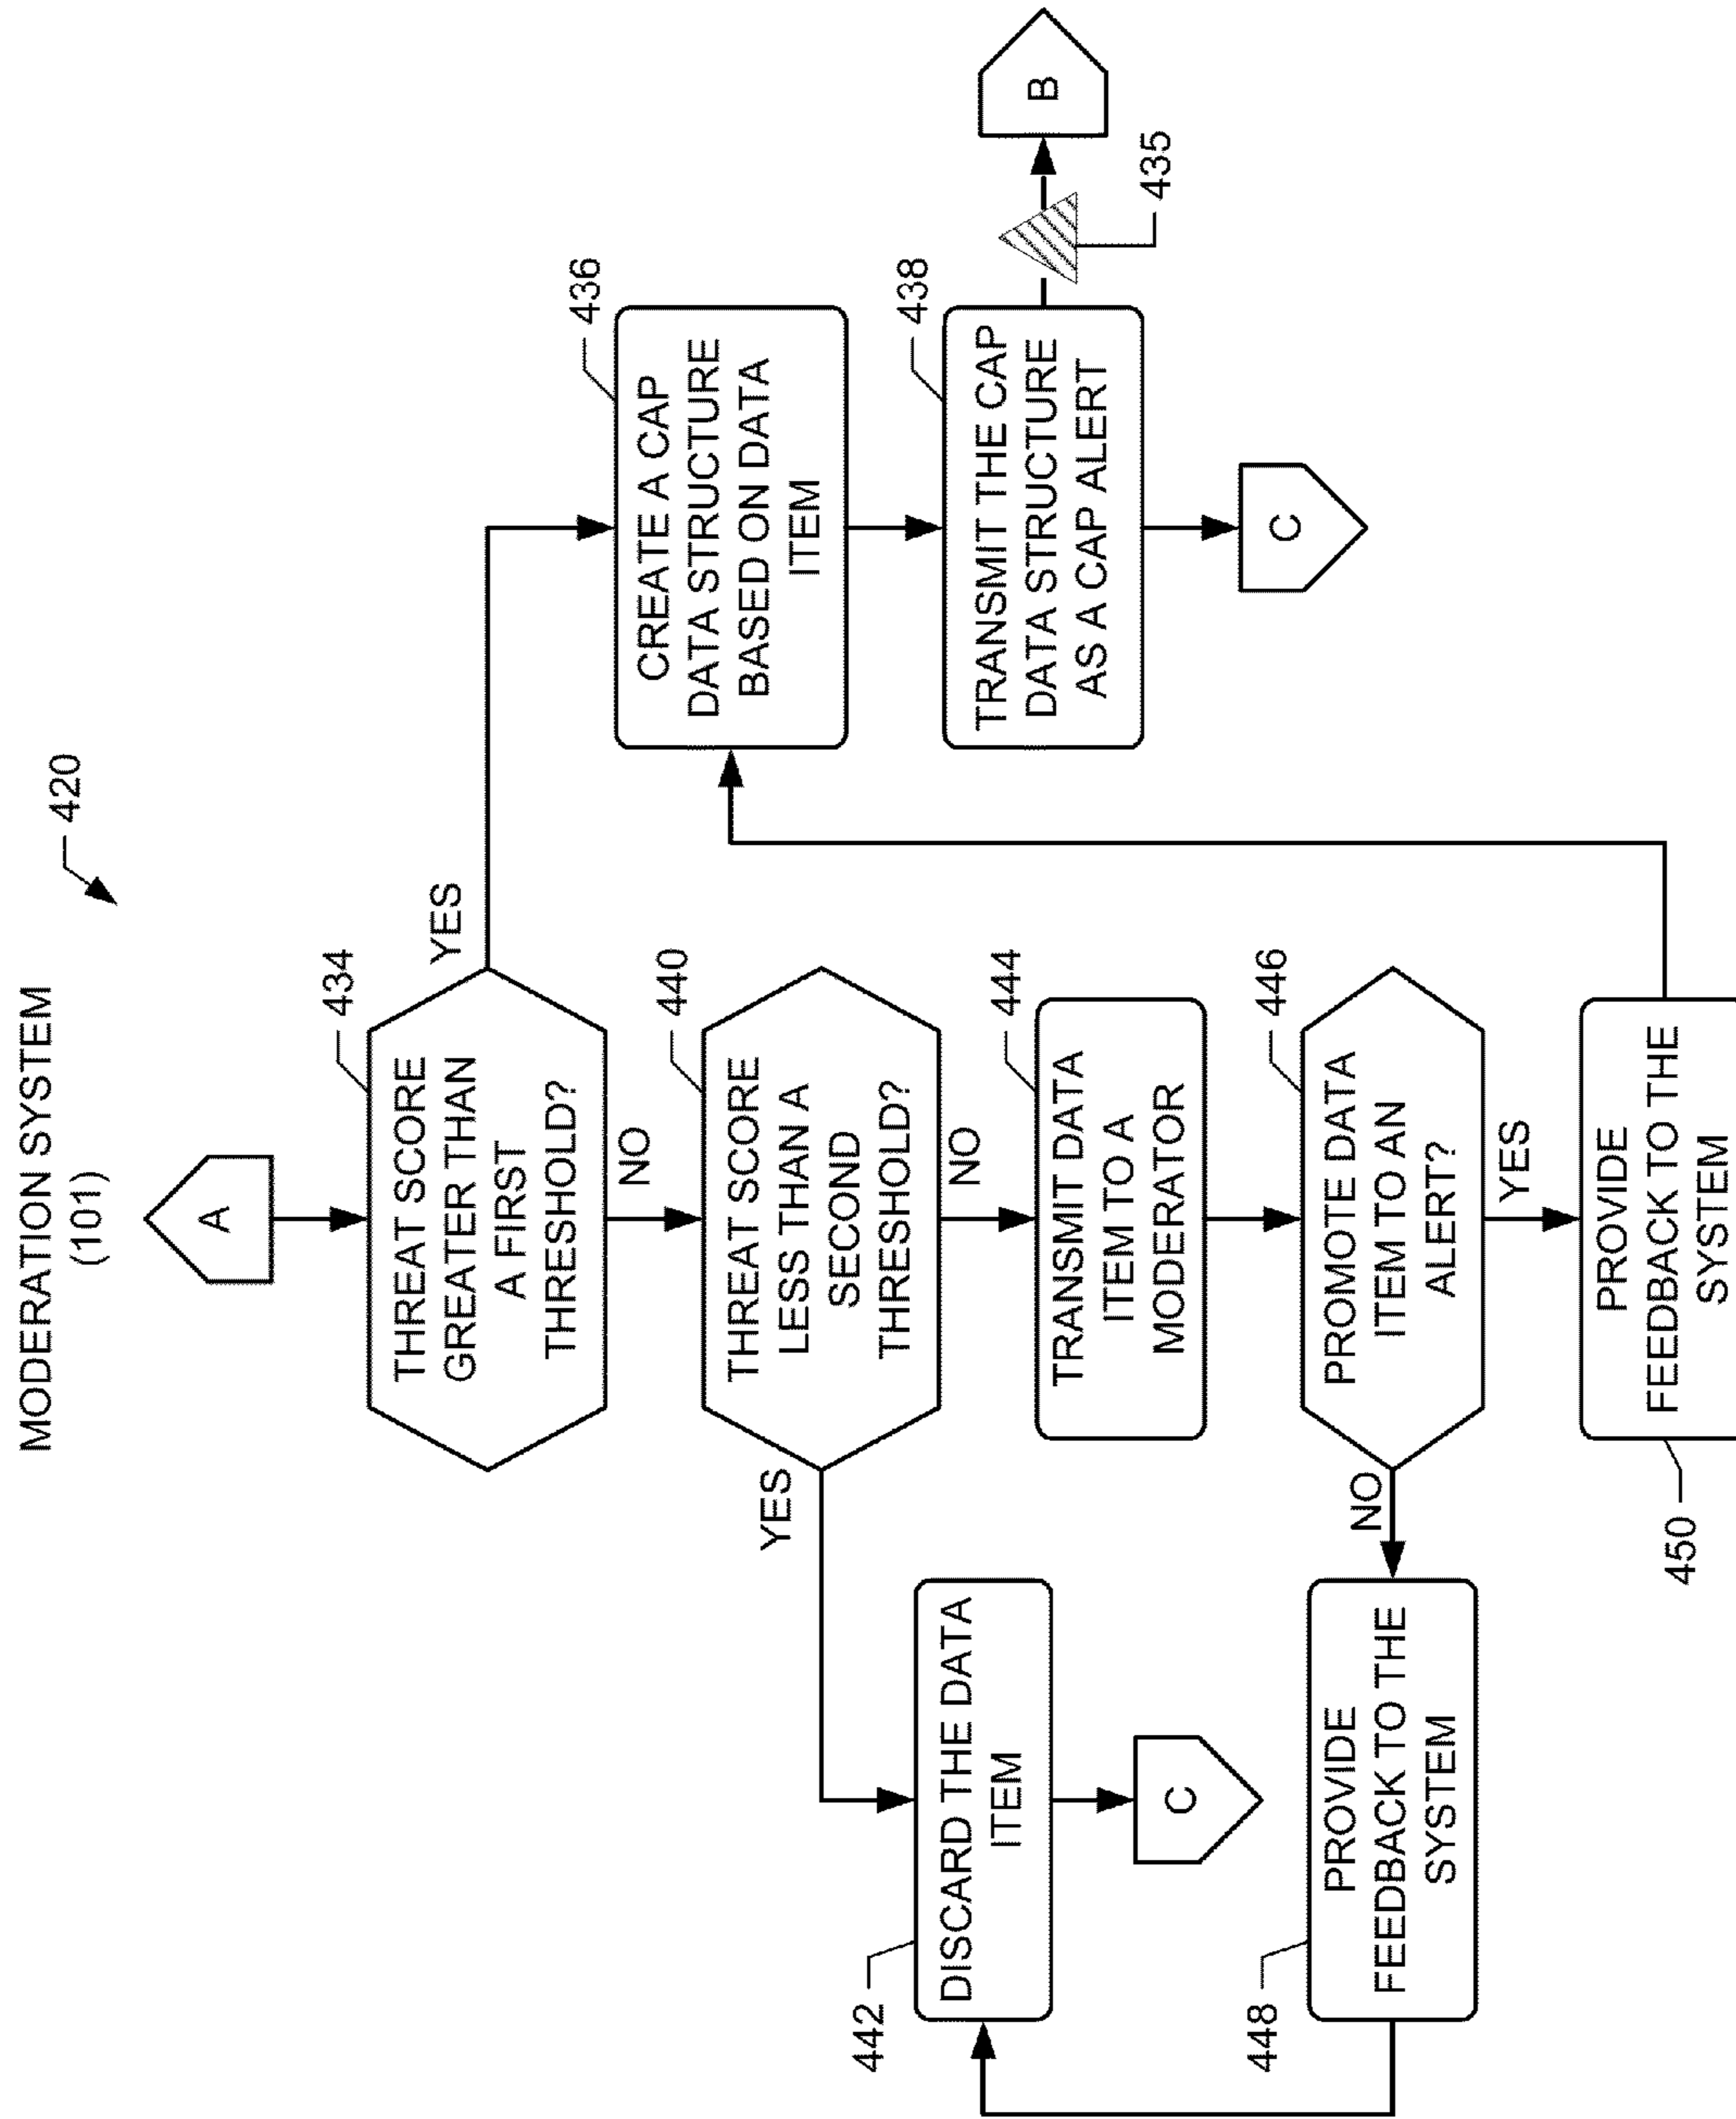 MODERATION SYSTEM
(101)
420
A
434
THREAT SCORE
GREATER THAN
A FIRST
THRESHOLD?
YES
NO
440
THREAT SCORE
LESS THAN A
SECOND
THRESHOLD?
YES
NO
436
CREATE A CAP
DATA STRUCTURE
BASED ON DATA
ITEM
438
TRANSMIT THE CAP
DATA STRUCTURE
AS A CAP ALERT
435
B
C
442
DISCARD THE DATA
ITEM
C
444
TRANSMIT DATA
ITEM TO A
MODERATOR
446
PROMOTE DATA
ITEM TO AN
ALERT?
NO
YES
448
PROVIDE
FEEDBACK TO THE
SYSTEM
450
PROVIDE
FEEDBACK TO THE
SYSTEM